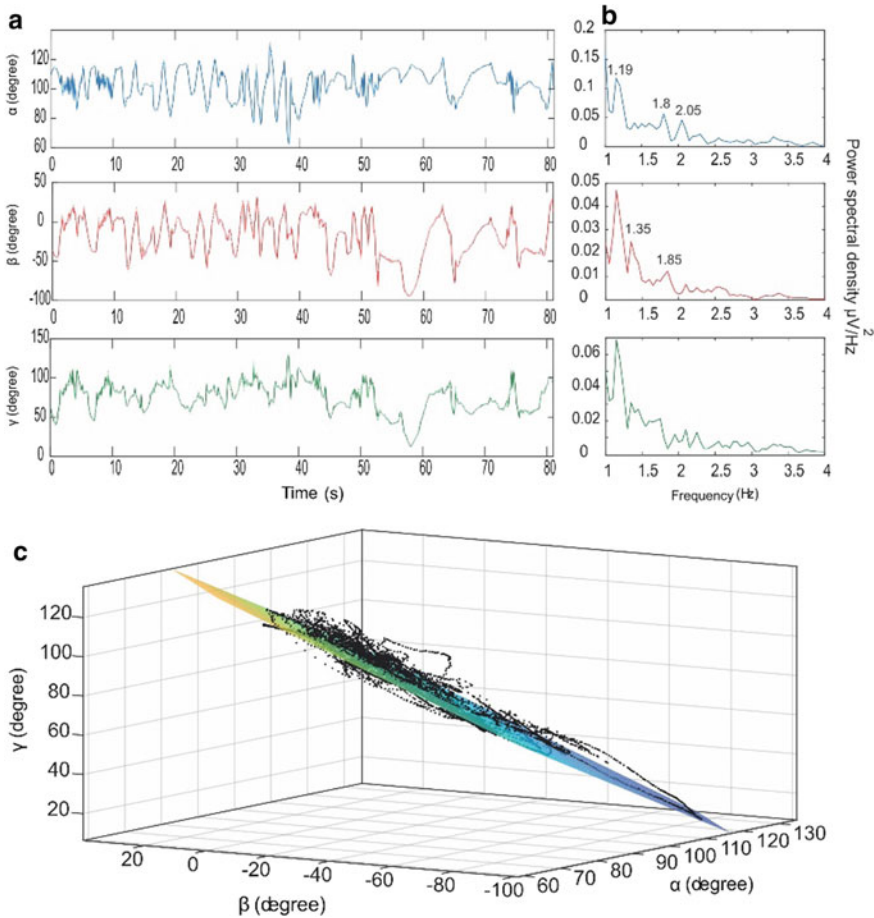 a
b
α (degree)
120
100
80
60
0 10 20 30 40 50 60 70 80
0.2
0.15
0.1
0.05
0
1.19
1.8
2.05
1 1.5 2 2.5 3 3.5 4
β (degree)
50
0
-50
-100
0 10 20 30 40 50 60 70 80
0.05
0.04
0.03
0.02
0.01
0
1.35
1.85
1 1.5 2 2.5 3 3.5 4
γ (degree)
150
100
50
0
0 10 20 30 40 50 60 70 80
Time (s)
0.06
0.04
0.02
0
1 1.5 2 2.5 3 3.5 4
Frequency (Hz)
Power spectral density μV/Hz²
c
γ (degree)
120
100
80
60
40
20
20 0 -20 -40 -60 -80 -100
β (degree)
60 70 80 90 100 110 120 130
α (degree)